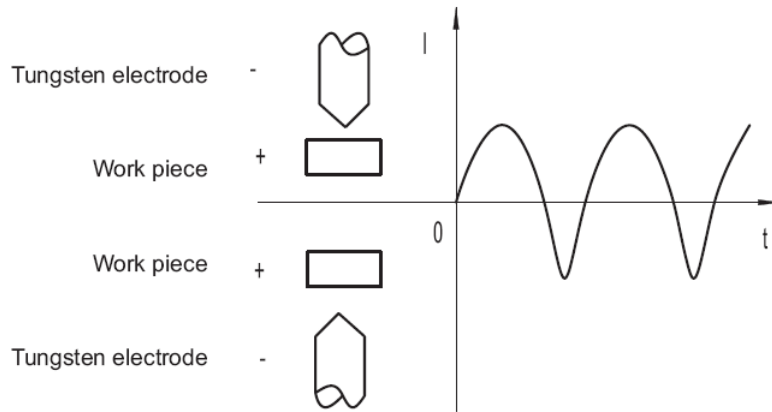 I
Tungsten electrode -
+
Work piece
0
t
Work piece +
Tungsten electrode -